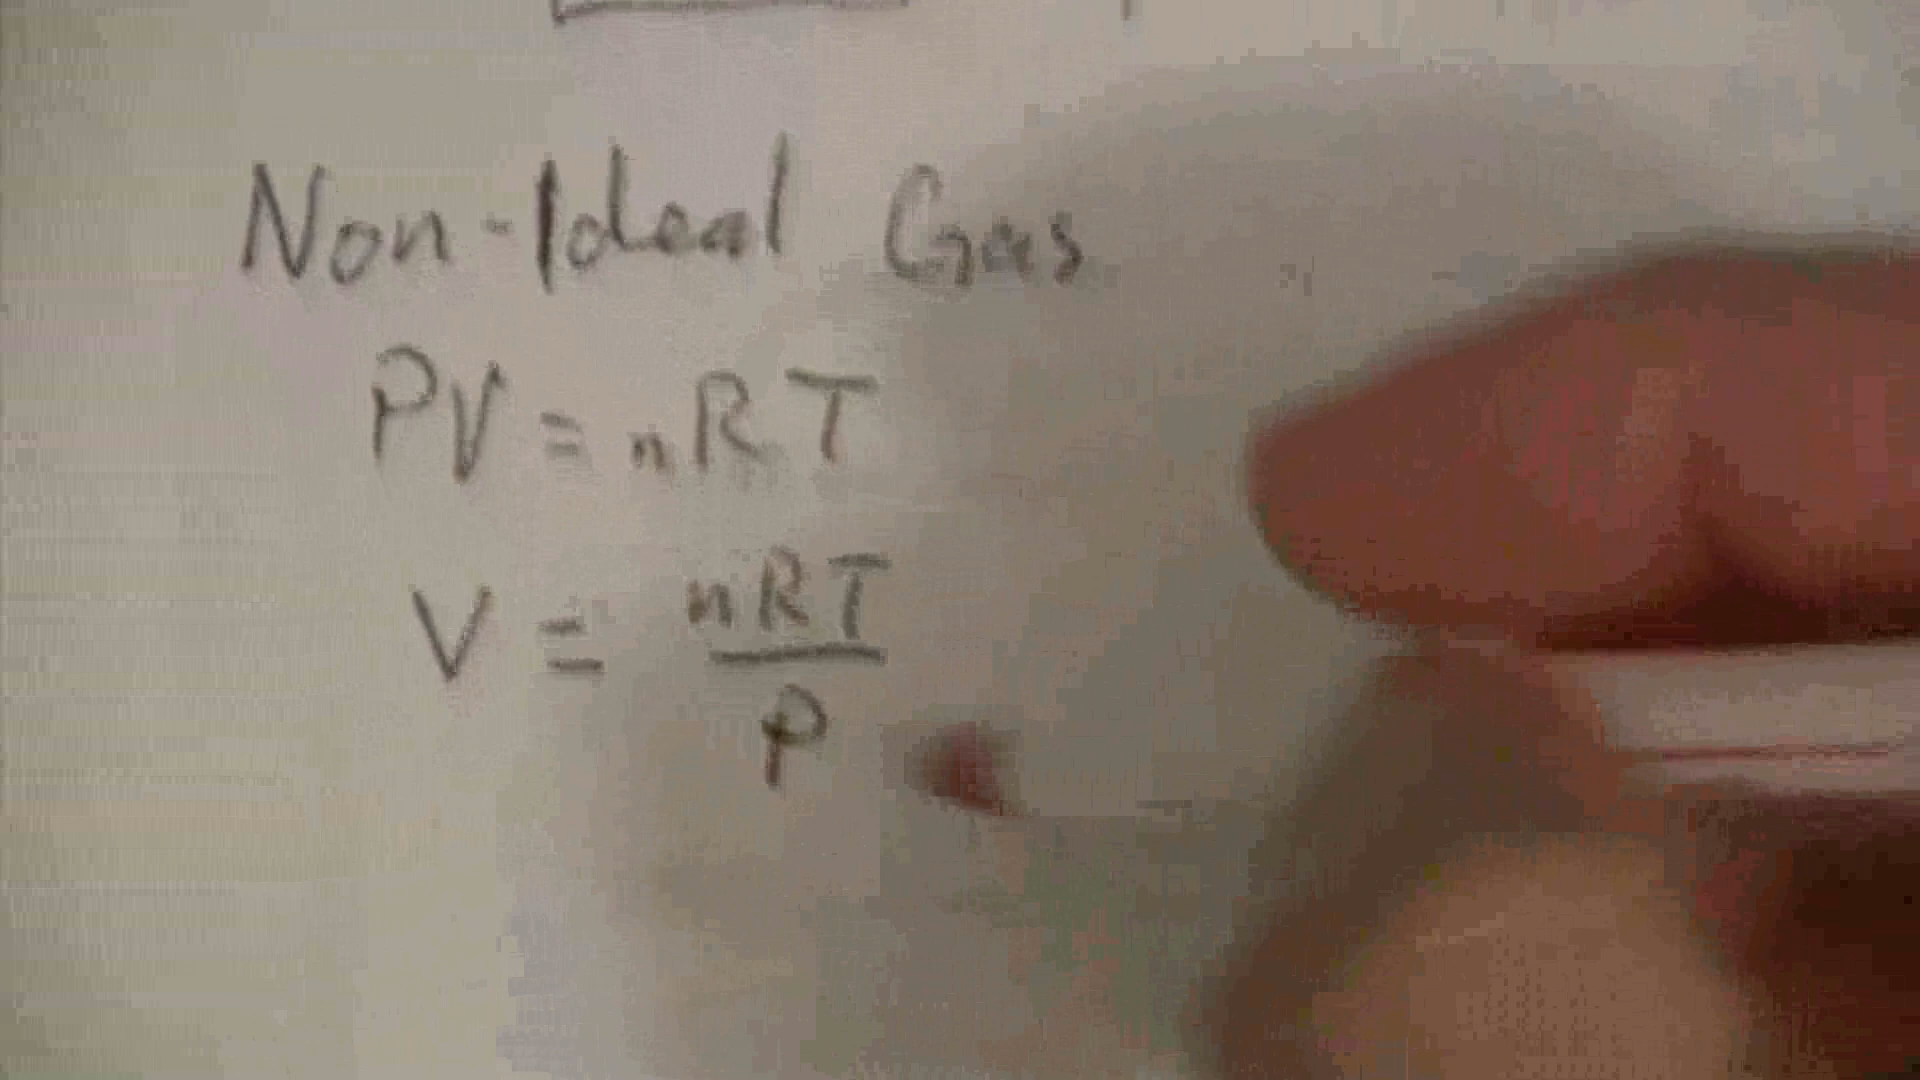 Non-Ideal Gas
PV = nRT
V = nRT/P